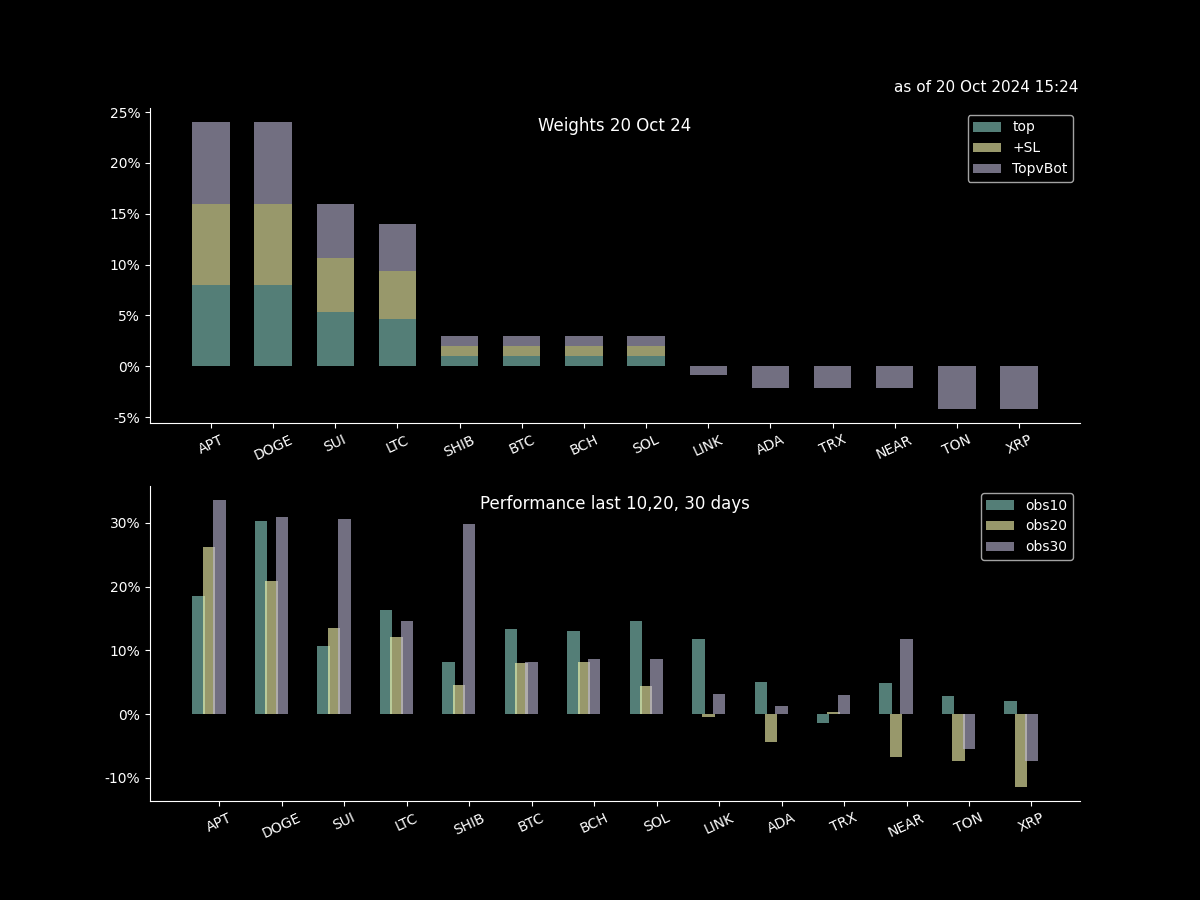 as of 20 Oct 2024 15:24
Weights 20 Oct 24
25%
20%
15%
10%
5%
0%
-5%
top
+SL
TopvBot
APT DOGE SUI LTC SHIB BTC BCH SOL LINK ADA TRX NEAR TON XRP
Performance last 10,20, 30 days
30%
20%
10%
0%
-10%
obs10
obs20
obs30
APT DOGE SUI LTC SHIB BTC BCH SOL LINK ADA TRX NEAR TON XRP